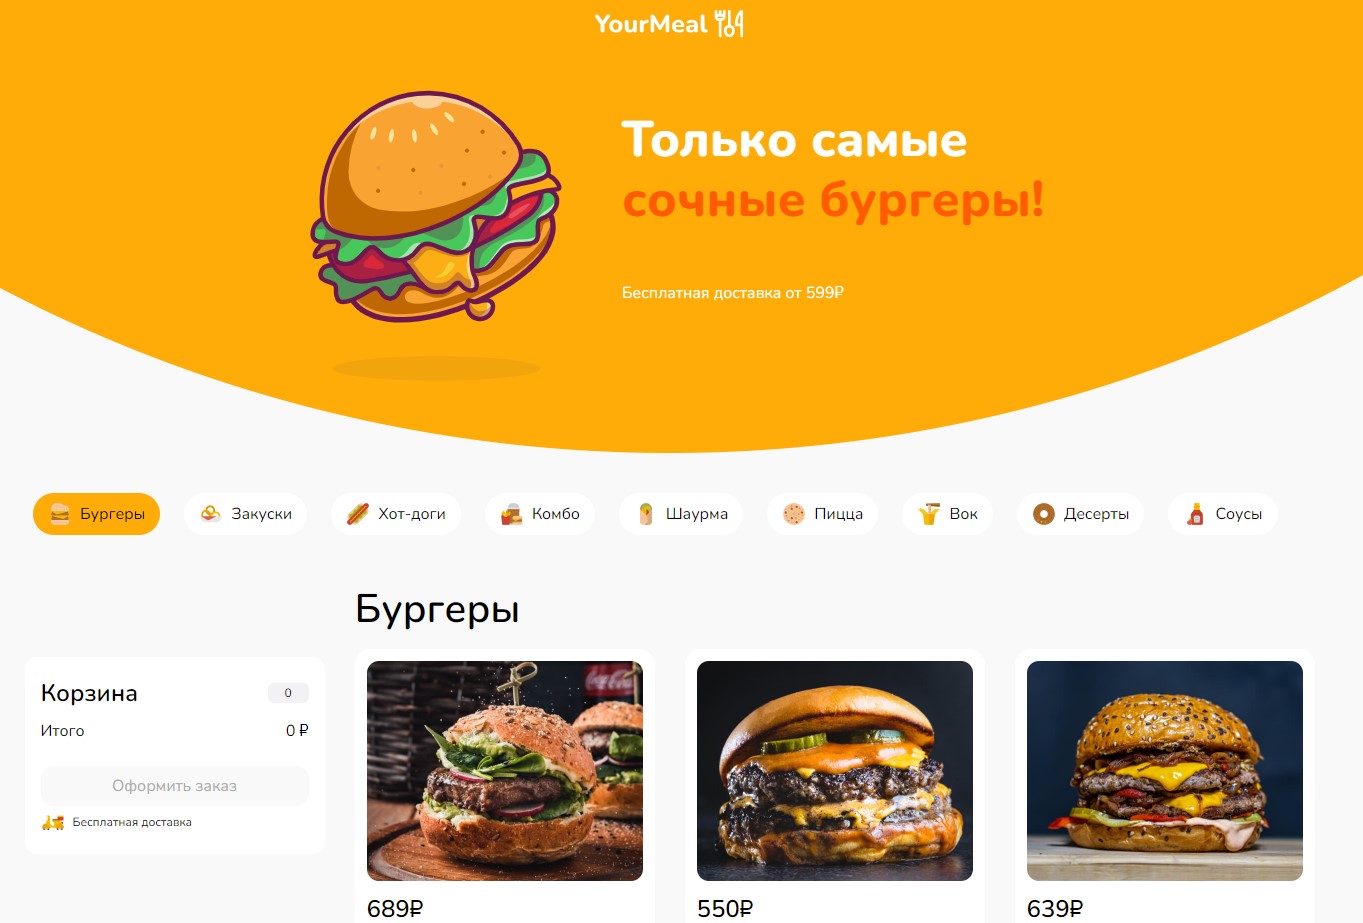 YourMeal
Только самые
сочные бургеры!
Бесплатная доставка от 599₽
Бургеры
Закуски
Хот-доги
Комбо
Шаурма
Пицца
Вок
Десерты
Соусы
Бургеры
Корзина
0
Итого
0 ₽
Оформить заказ
Бесплатная доставка
689₽
550₽
639₽